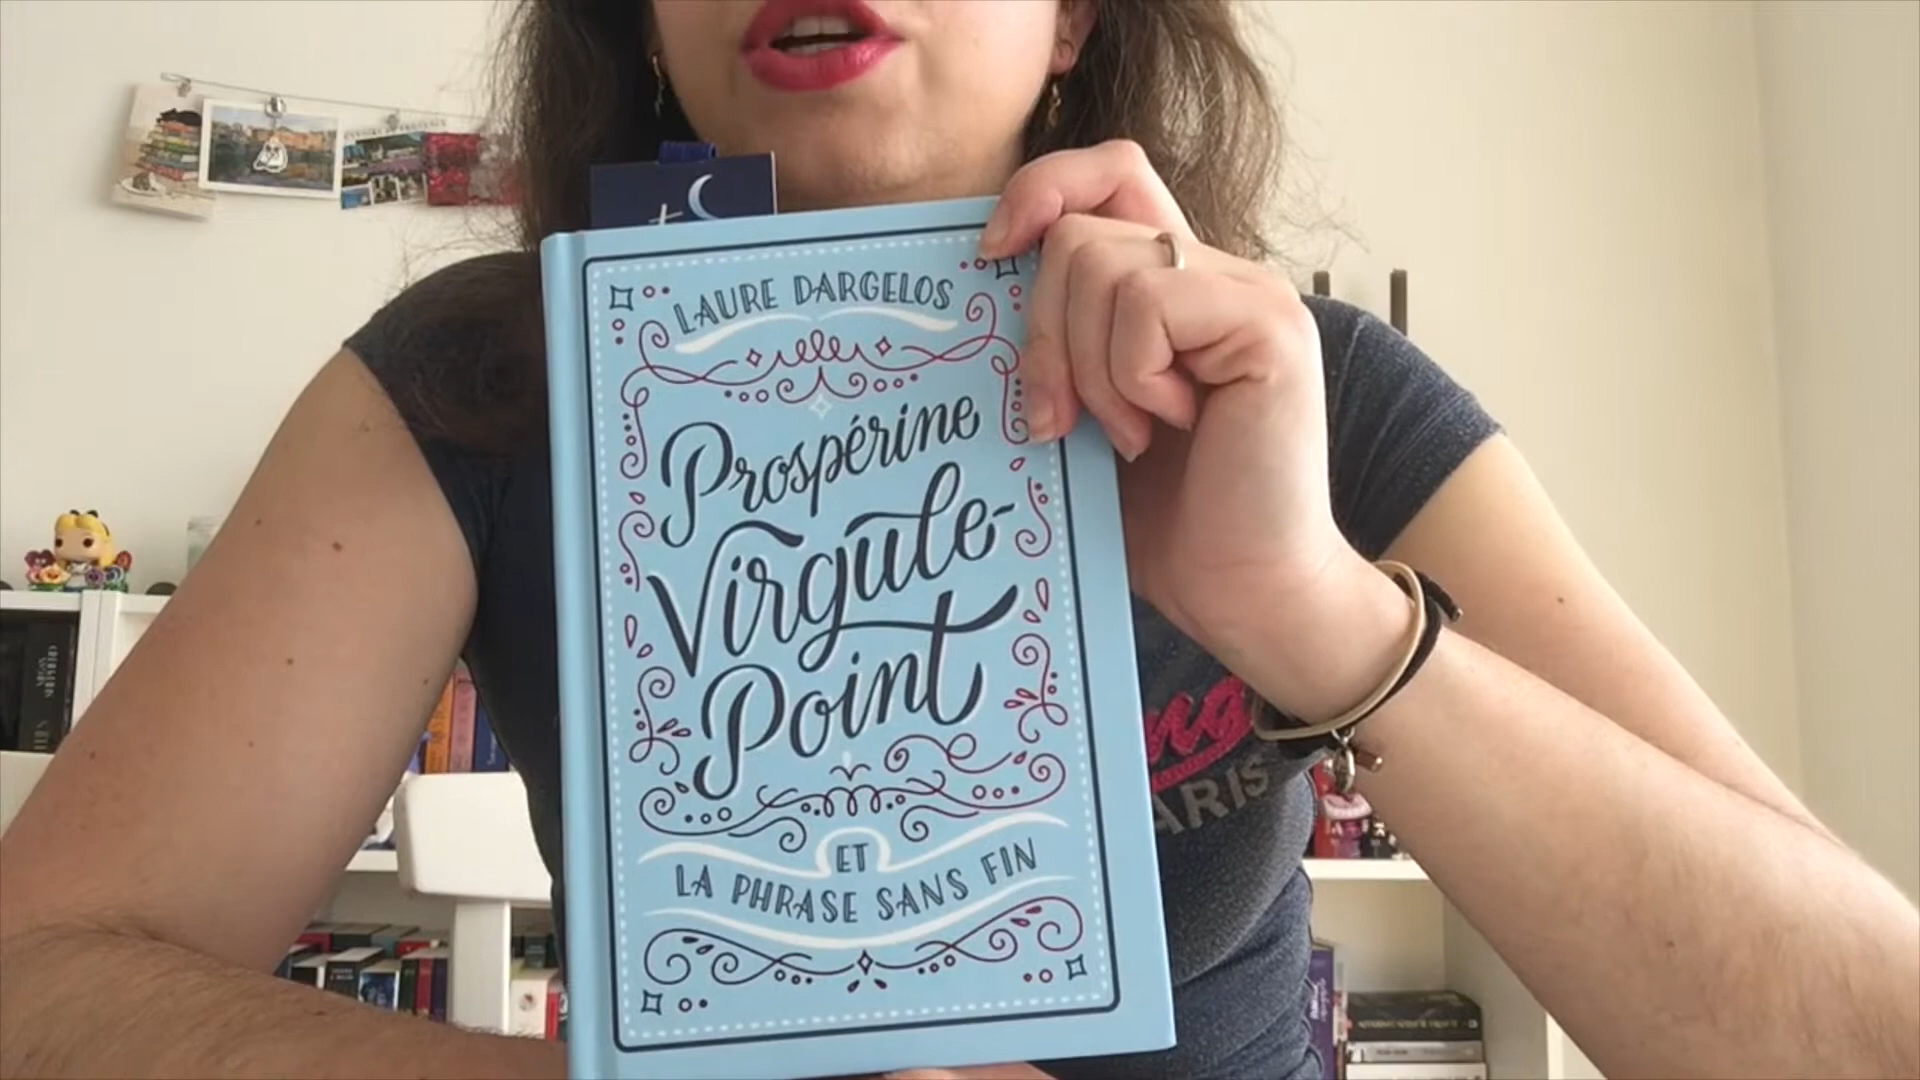 LAURE DARGELOS
Prospérine
Virgule-
Point
ET
LA PHRASE SANS FIN